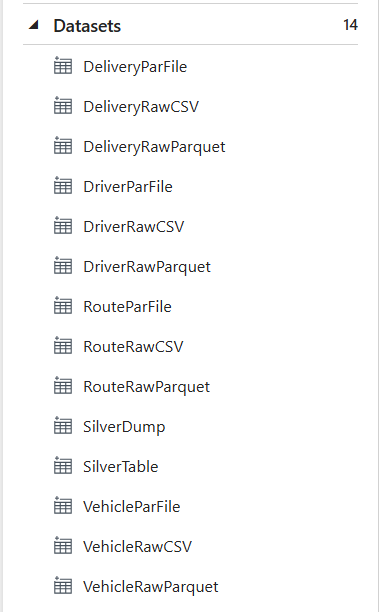 Datasets 14
DeliveryParFile
DeliveryRawCSV
DeliveryRawParquet
DriverParFile
DriverRawCSV
DriverRawParquet
RouteParFile
RouteRawCSV
RouteRawParquet
SilverDump
SilverTable
VehicleParFile
VehicleRawCSV
VehicleRawParquet